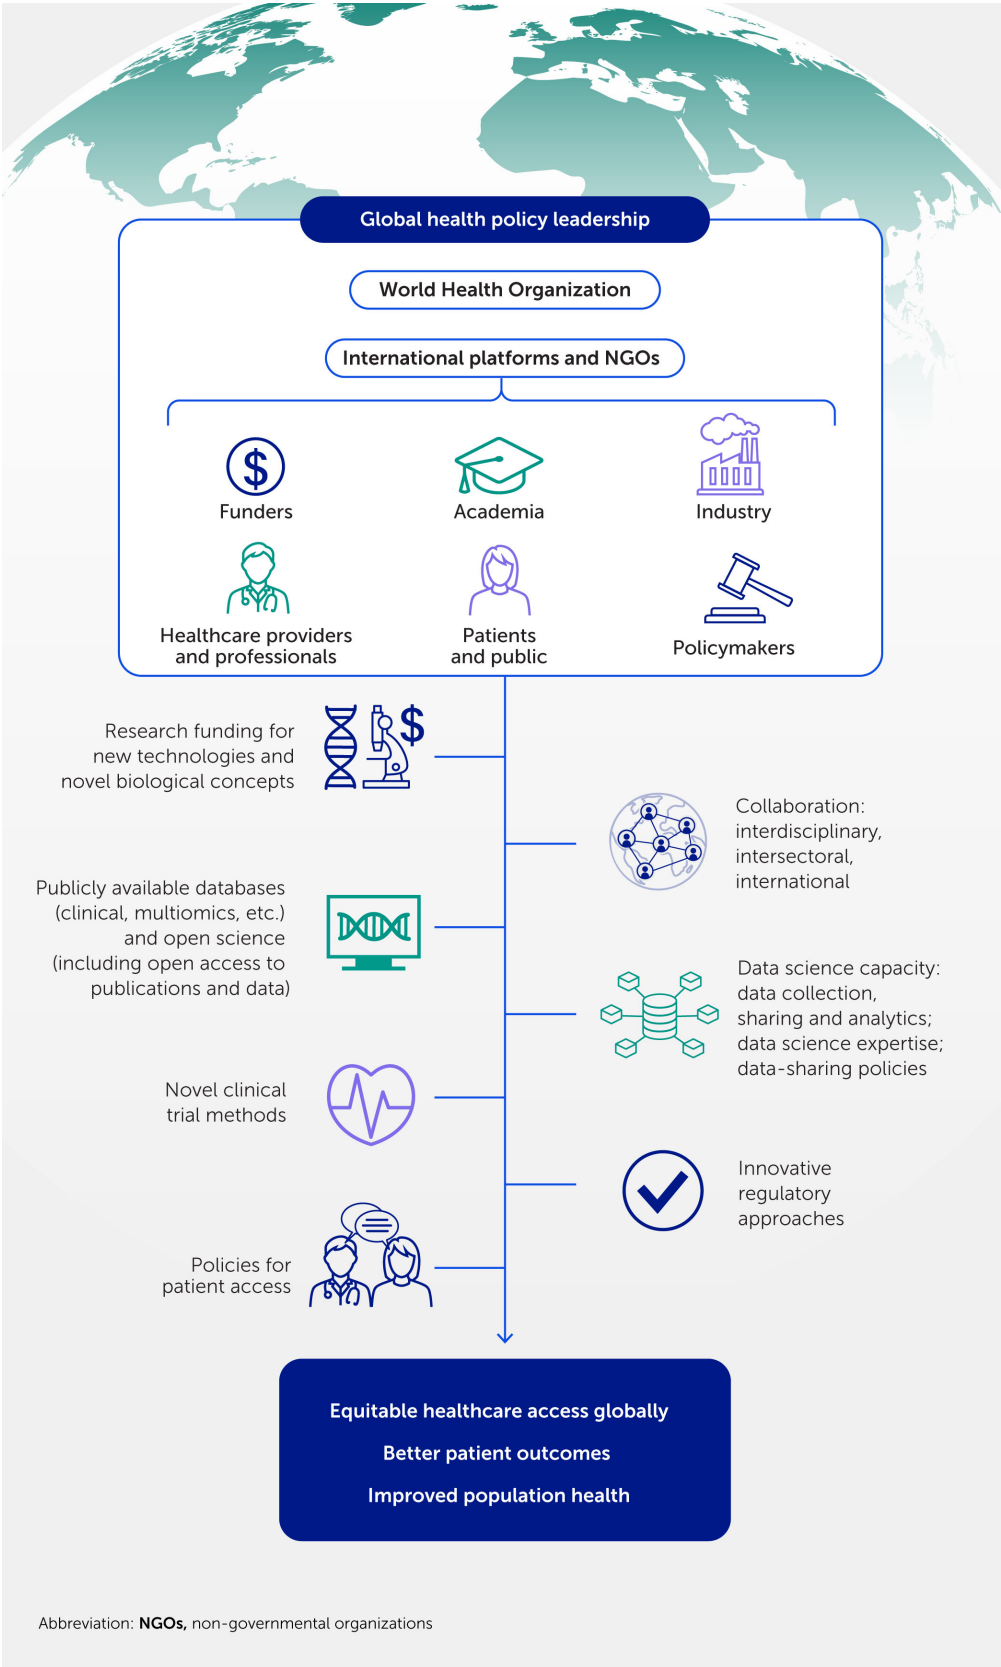 Global health policy leadership
World Health Organization
International platforms and NGOs
$
Funders
Academia
Industry
Healthcare providers
and professionals
Patients
and public
Policymakers
Research funding for
new technologies and
novel biological concepts
$
Collaboration:
interdisciplinary,
intersectoral,
international
Publicly available databases
(clinical, multiomics, etc.)
and open science
(including open access to
publications and data)
Data science capacity:
data collection,
sharing and analytics;
data science expertise;
data-sharing policies
Novel clinical
trial methods
Innovative
regulatory
approaches
Policies for
patient access
Equitable healthcare access globally
Better patient outcomes
Improved population health
Abbreviation: NGOs, non-governmental organizations